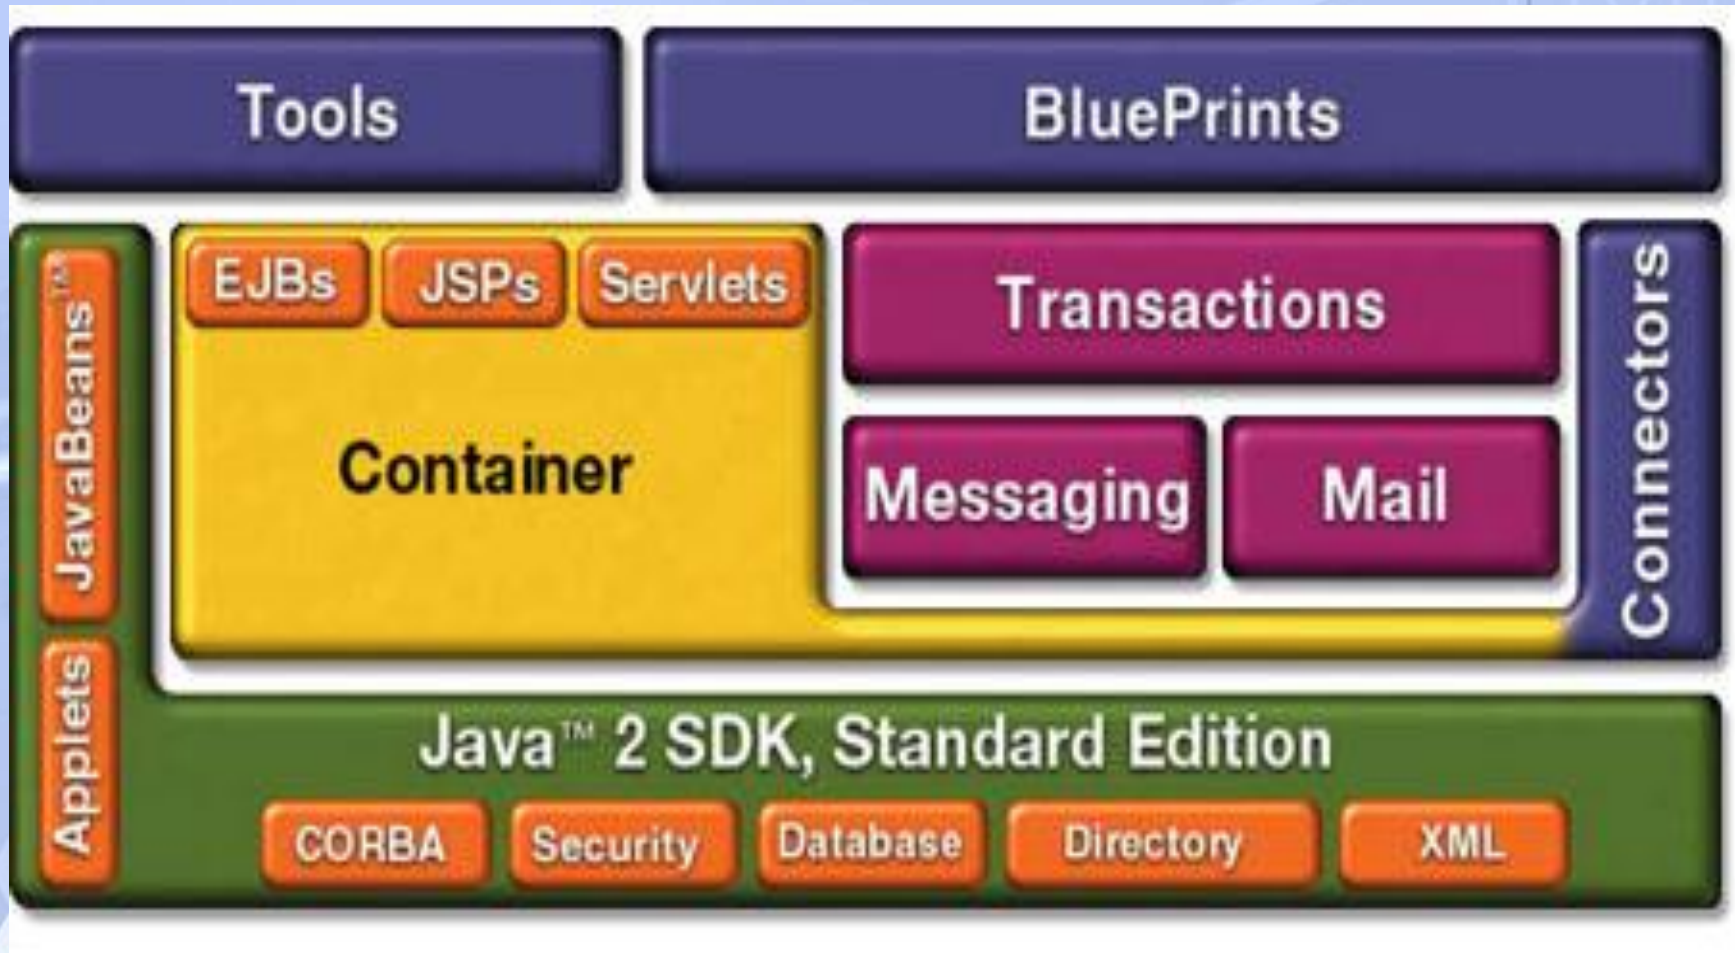 Tools
BluePrints
JavaBeans™
Applets
EJBs
JSPs
Servlets
Container
Transactions
Messaging
Mail
Connectors
Java™ 2 SDK, Standard Edition
CORBA
Security
Database
Directory
XML